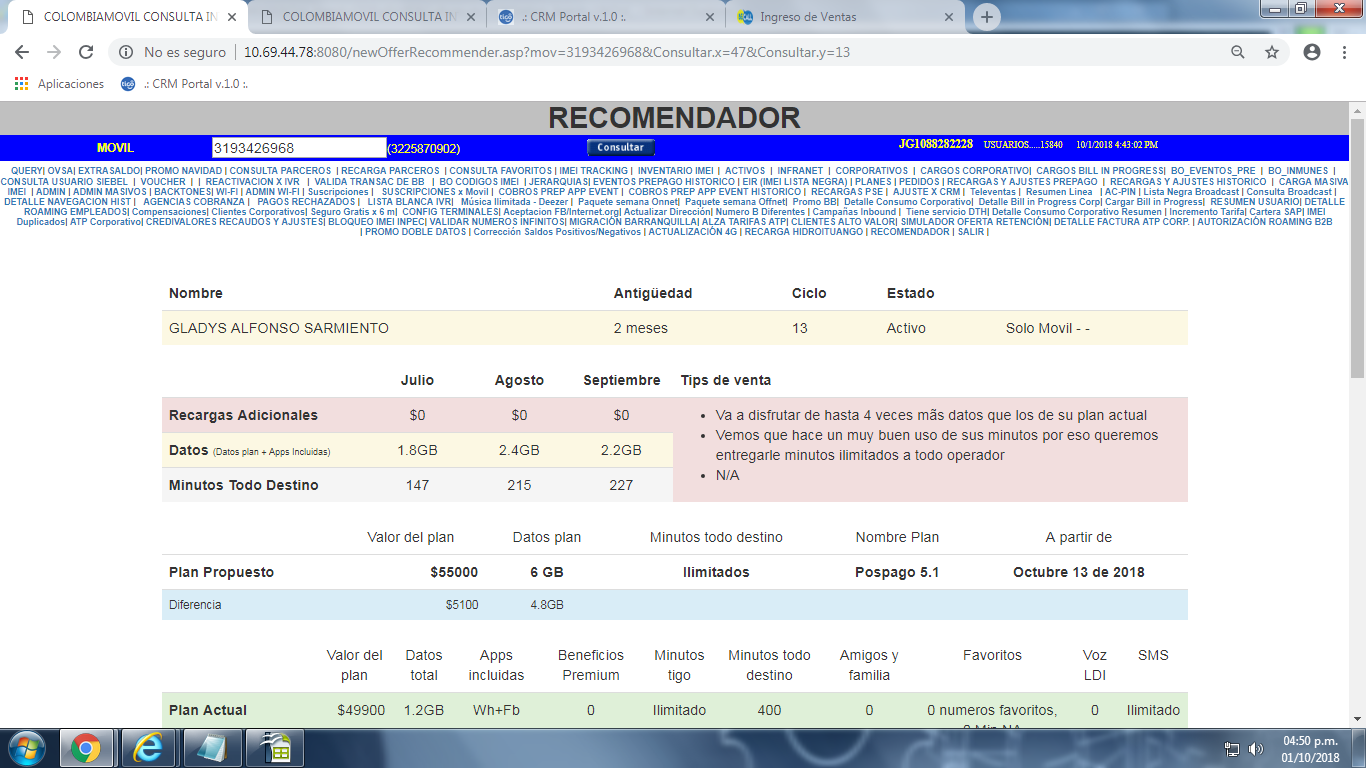 COLOMBIAMOVIL CONSULTA IN
COLOMBIAMOVIL CONSULTA IN
.: CRM Portal v.1.0 :.
Ingreso de Ventas
No es seguro | 10.69.44.78:8080/newOfferRecommender.asp?mov=3193426968&Consultar.x=47&Consultar.y=13
Aplicaciones .: CRM Portal v.1.0 :.
RECOMENDADOR
MOVIL 3193426968 (3225870902) Consultar JG1088282228 USUARIOS.....15840 10/1/2018 4:43:02 PM
QUERY| OVSA| EXTRASALDO| PROMO NAVIDAD | CONSULTA PARCEROS | RECARGA PARCEROS | CONSULTA FAVORITOS | IMEI TRACKING | INVENTARIO IMEI | ACTIVOS | INFRANET | CORPORATIVOS | CARGOS CORPORATIVO| CARGOS BILL IN PROGRESS| BO_EVENTOS_PRE | BO_INMUNES |
CONSULTA USUARIO SIEBEL | VOUCHER | | REACTIVACION X IVR | VALIDA TRANSAC DE BB | BO CODIGOS IMEI | JERARQUIAS| EVENTOS PREPAGO HISTORICO | EIR (IMEI LISTA NEGRA) | PLANES | PEDIDOS | RECARGAS Y AJUSTES PREPAGO | RECARGAS Y AJUSTES HISTORICO | CARGA MASIVA
IMEI | ADMIN | ADMIN MASIVOS | BACKTONES| WI-FI | ADMIN WI-FI | Suscripciones | SUSCRIPCIONES x Movil | COBROS PREP APP EVENT | COBROS PREP APP EVENT HISTORICO | RECARGAS PSE | AJUSTE X CRM | Televentas | Resumen Linea | AC-PIN | Lista Negra Broadcast | Consulta Broadcast |
DETALLE NAVEGACION HIST | AGENCIAS COBRANZA | PAGOS RECHAZADOS | LISTA BLANCA IVR| Música Ilimitada - Deezer | Paquete semana Onnet| Paquete semana Offnet| Promo BB| Detalle Consumo Corporativo| Detalle Bill in Progress Corp| Cargar Bill in Progress| RESUMEN USUARIO| DETALLE
ROAMING EMPLEADOS| Compensaciones| Clientes Corporativos| Seguro Gratis x 6 m| CONFIG TERMINALES| Aceptacion FB/Internet.org| Actualizar Dirección| Numero B Diferentes | Campañas Inbound | Tiene servicio DTH| Detalle Consumo Corporativo Resumen | Incremento Tarifa| Cartera SAP| IMEI
Duplicados| ATP Corporativo| CREDIVALORES RECAUDOS Y AJUSTES| BLOQUEO IMEI INPEC| VALIDAR NUMEROS INFINITOS| MIGRACIÓN BARRANQUILLA| ALZA TARIFAS ATP| CLIENTES ALTO VALOR| SIMULADOR OFERTA RETENCIÓN| DETALLE FACTURA ATP CORP. | AUTORIZACIÓN ROAMING B2B
| PROMO DOBLE DATOS | Corrección Saldos Positivos/Negativos | ACTUALIZACIÓN 4G | RECARGA HIDROITUANGO | RECOMENDADOR | SALIR |
Nombre Antigüedad Ciclo Estado
GLADYS ALFONSO SARMIENTO 2 meses 13 Activo Solo Movil - -
Julio Agosto Septiembre Tips de venta
Recargas Adicionales $0 $0 $0
Datos (Datos plan + Apps Incluidas) 1.8GB 2.4GB 2.2GB
Minutos Todo Destino 147 215 227
• Va a disfrutar de hasta 4 veces mãs datos que los de su plan actual
• Vemos que hace un muy buen uso de sus minutos por eso queremos
entregarle minutos ilimitados a todo operador
• N/A
Valor del plan Datos plan Minutos todo destino Nombre Plan A partir de
Plan Propuesto $55000 6 GB Ilimitados Pospago 5.1 Octubre 13 de 2018
Diferencia $5100 4.8GB
Valor del plan Datos total Apps incluidas Beneficios Premium Minutos tigo Minutos todo destino Amigos y familia Favoritos Voz LDI SMS
Plan Actual $49900 1.2GB Wh+Fb 0 Ilimitado 400 0 0 numeros favoritos, 0 Ilimitado
04:50 p.m.
01/10/2018